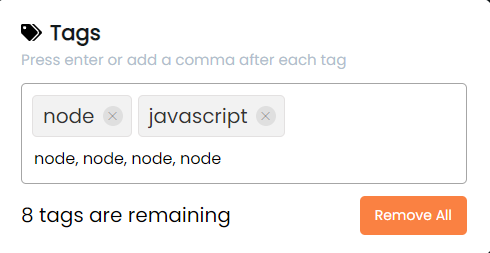 Tags
Press enter or add a comma after each tag
node
javascript
node, node, node, node
8 tags are remaining
Remove All